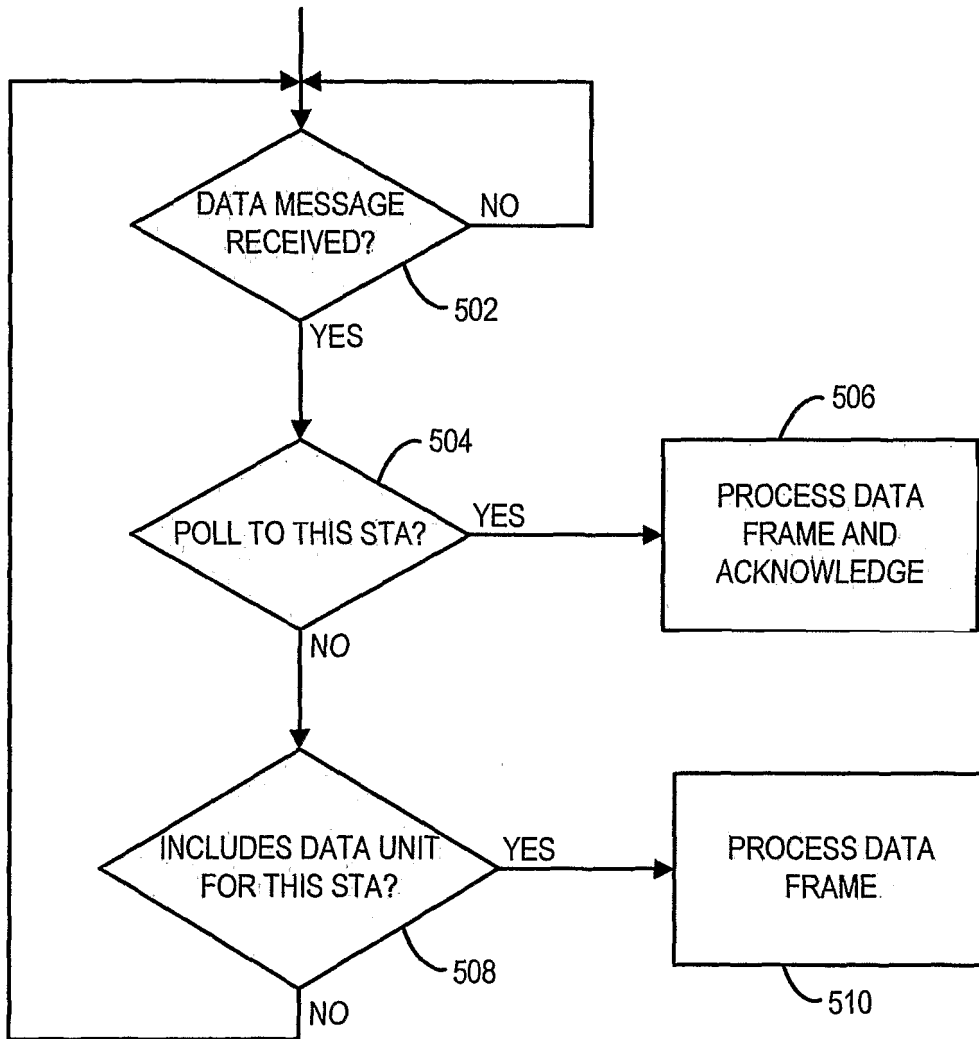 DATA MESSAGE
RECEIVED?
NO
502
YES
506
504
POLL TO THIS STA?
YES
PROCESS DATA
FRAME AND
ACKNOWLEDGE
NO
INCLUDES DATA UNIT
FOR THIS STA?
YES
PROCESS DATA
FRAME
508
510
NO